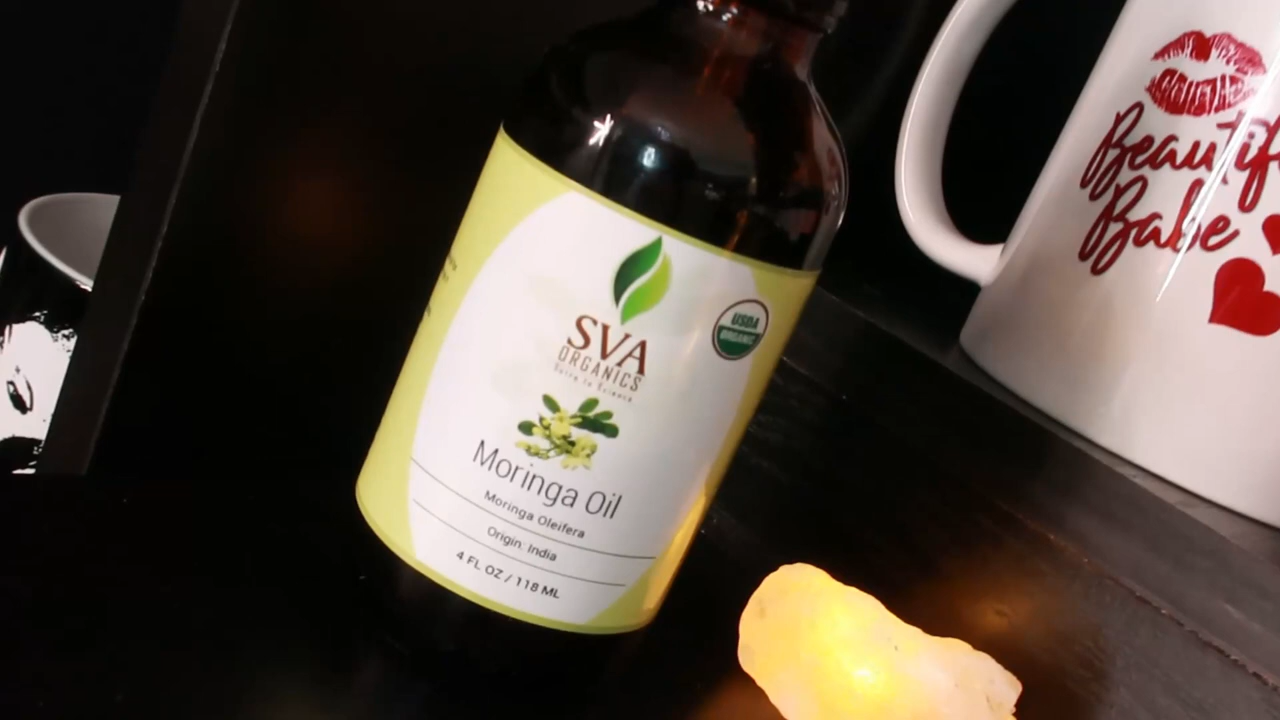 SVA
ORGANICS
USDA
ORGANIC
Moringa Oil
Moringa Oleifera
Origin: India
4 FL OZ / 118 ML
Beautif
Babe